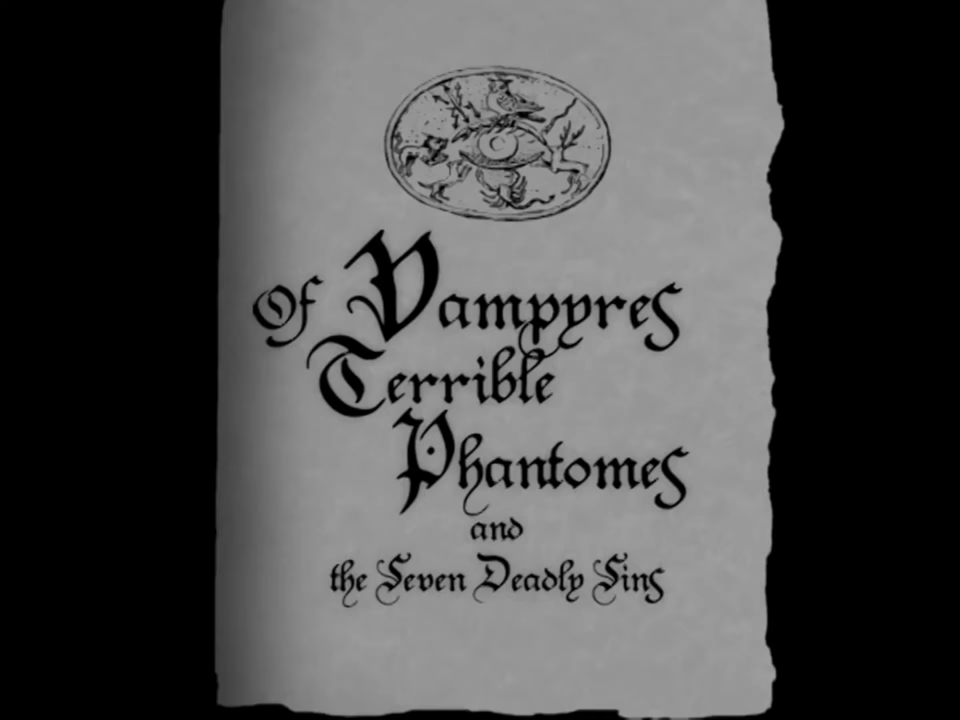 Of Vampyres
Terrible
Phantomes
and
the Seven Deadly Sins